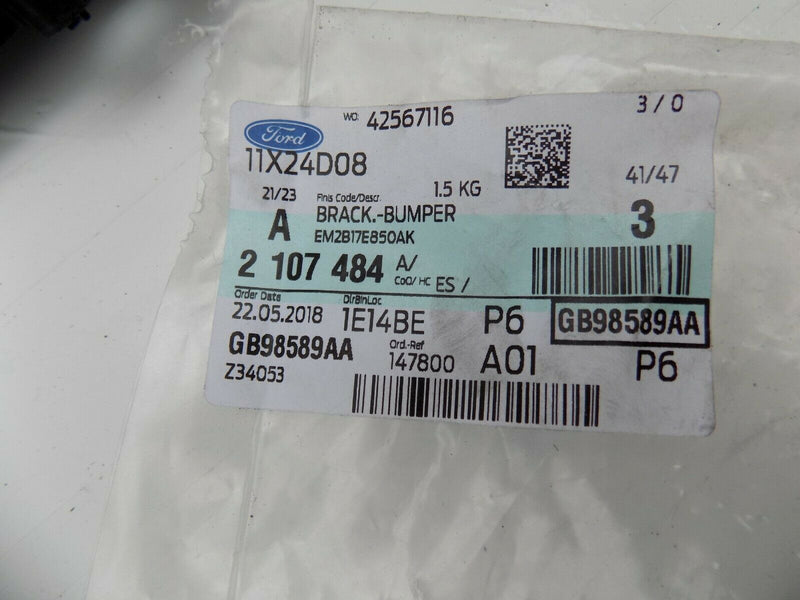 WO: 42567116
3 / 0
Ford
11X24D08
41/47
21/23 Finis Code/Descr. 1.5 KG
A BRACK.-BUMPER 3
EM2B17E850AK
2 107 484 A/
CoO/HC ES /
Order Date DlrBinLoc
22.05.2018 1E14BE P6 GB98589AA
GB98589AA Ord.-Ref
Z34053 147800 A01 P6